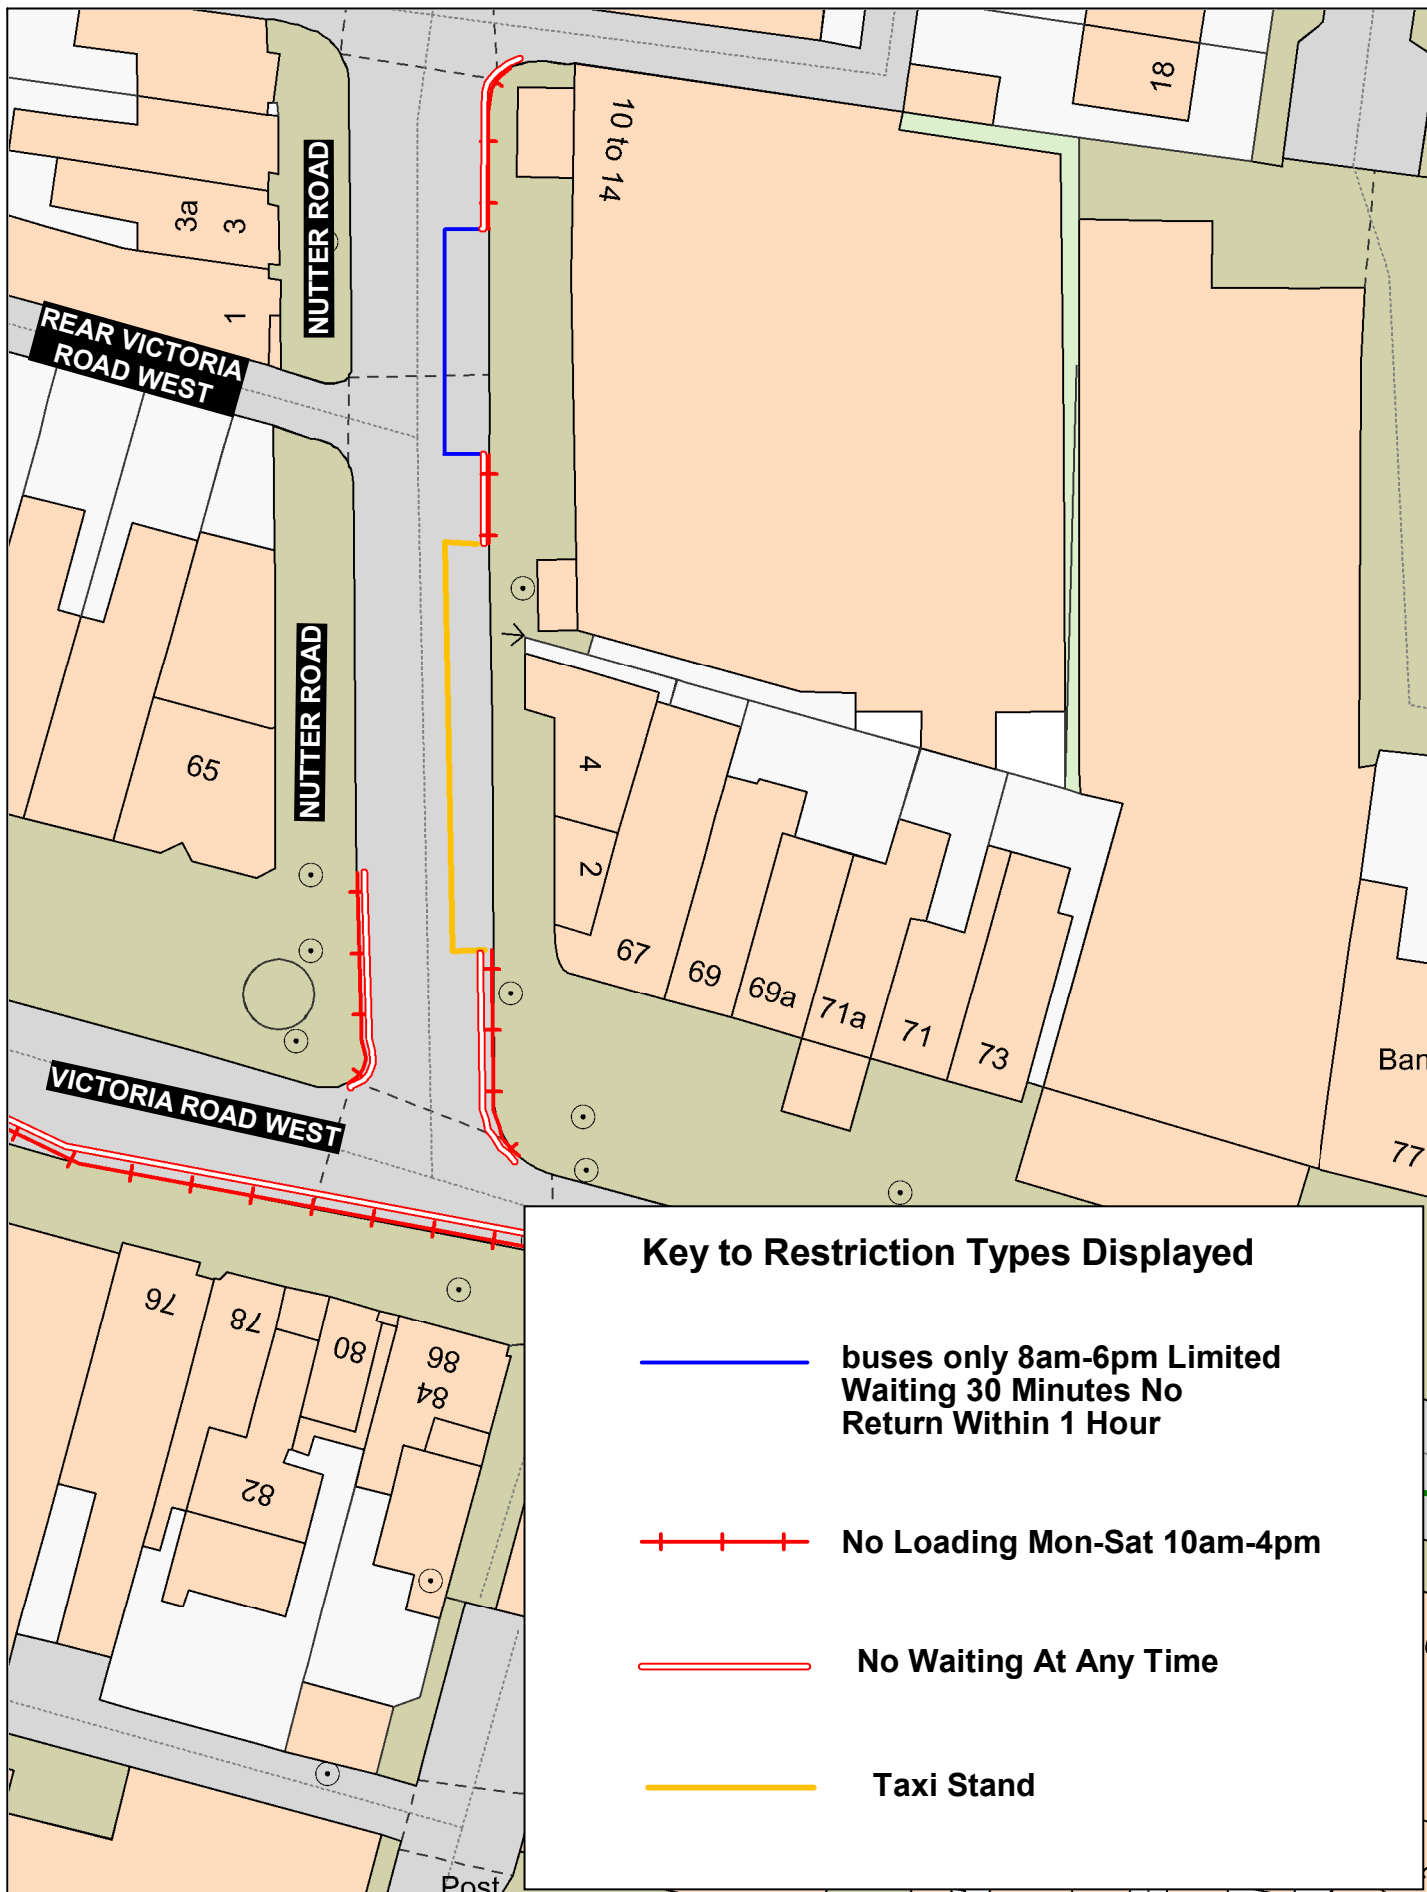 18
10 to 14
NUTTER ROAD
3a
3
1
REAR VICTORIA
ROAD WEST
NUTTER ROAD
65
4
2
67
69
69a
71a
71
73
Ban
77
VICTORIA ROAD WEST
76
78
80
86
84
82
Post
Key to Restriction Types Displayed
buses only 8am-6pm Limited
Waiting 30 Minutes No
Return Within 1 Hour
No Loading Mon-Sat 10am-4pm
No Waiting At Any Time
Taxi Stand